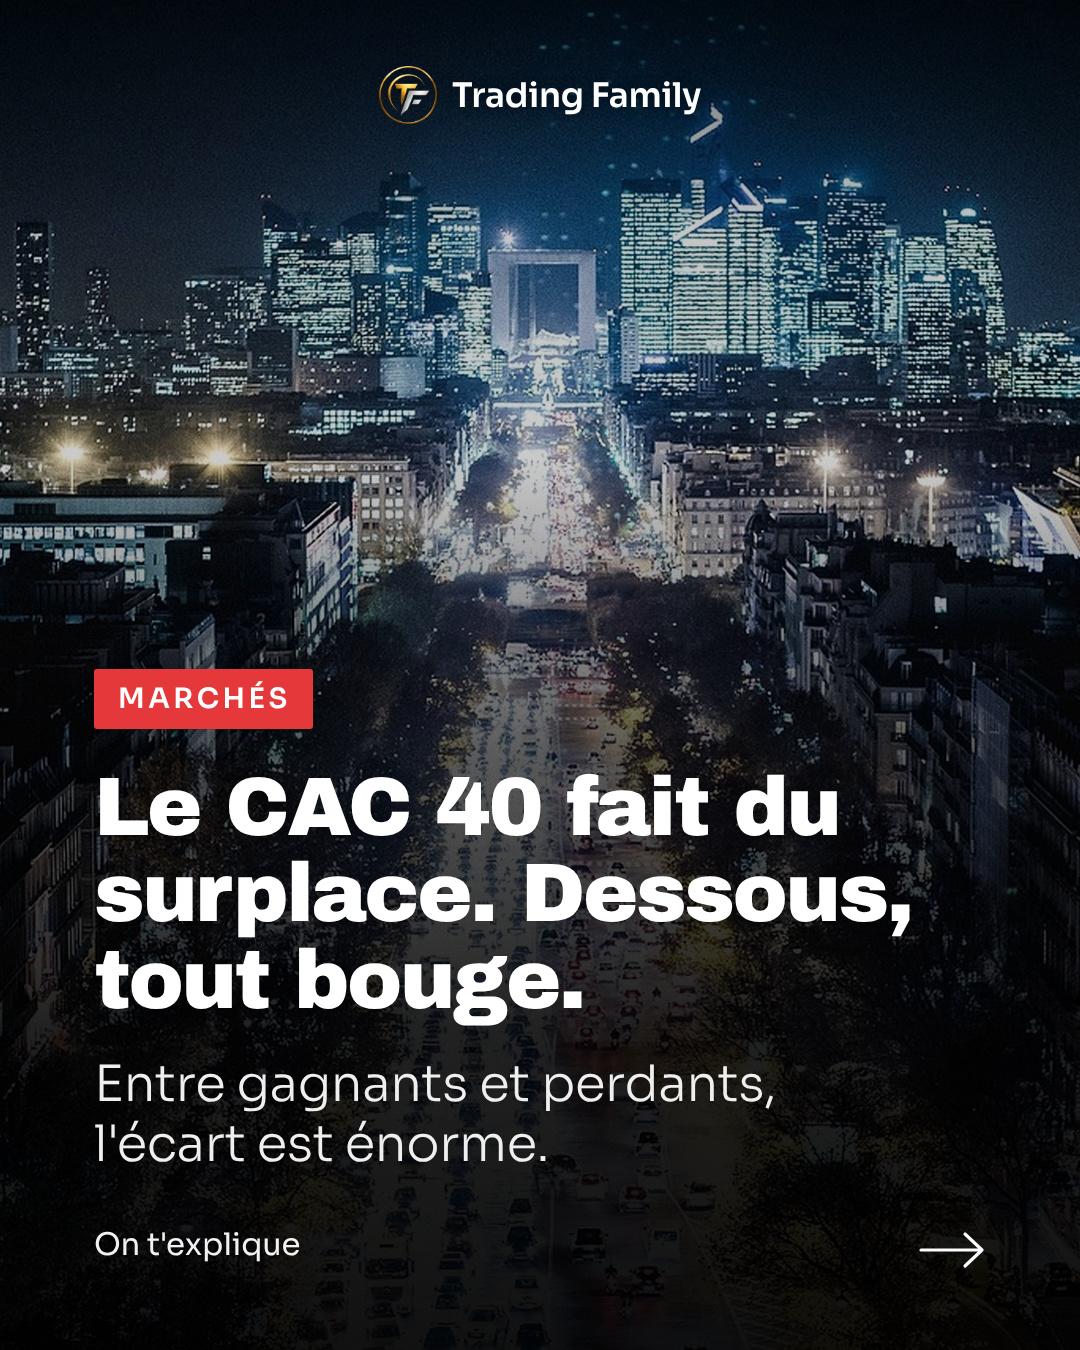 TF Trading Family
MARCHÉS
Le CAC 40 fait du
surplace. Dessous,
tout bouge.
Entre gagnants et perdants,
l'écart est énorme.
On t'explique